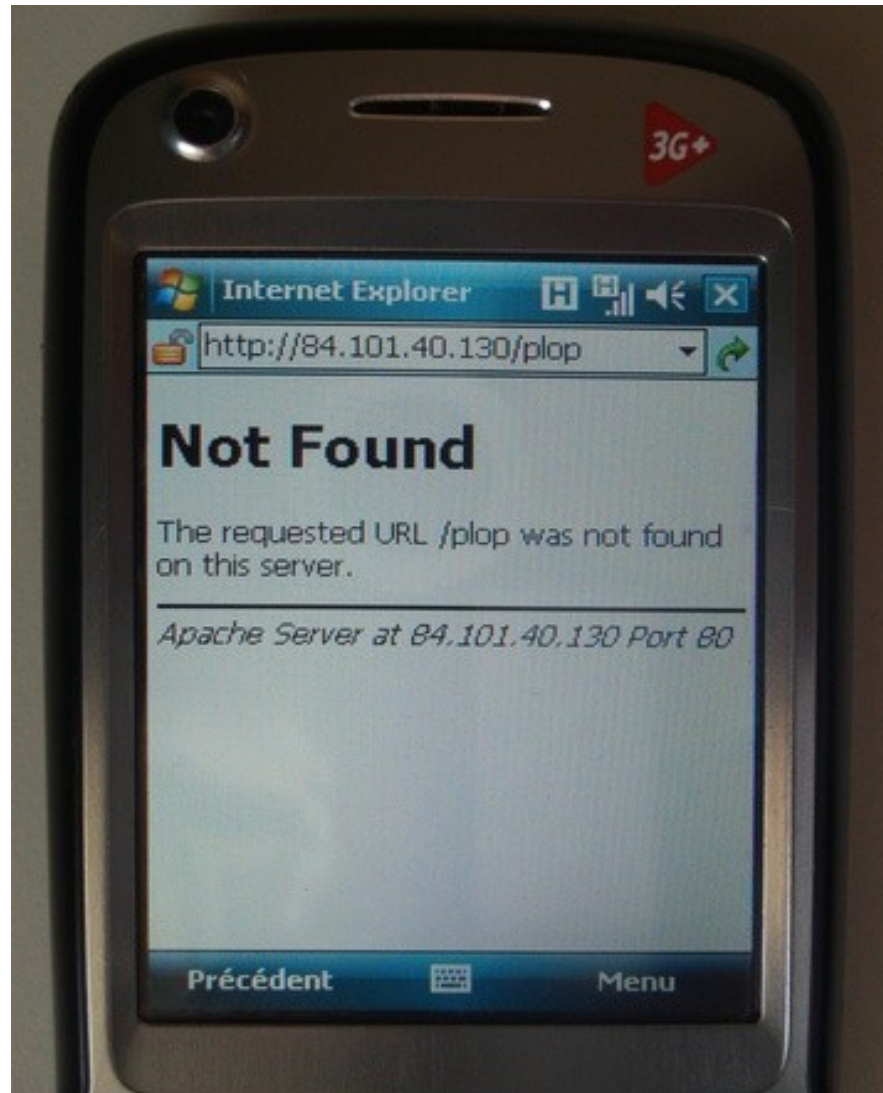 3G+
Internet Explorer
http://84.101.40.130/plop
Not Found
The requested URL /plop was not found
on this server.
Apache Server at 84.101.40.130 Port 80
Précédent Menu